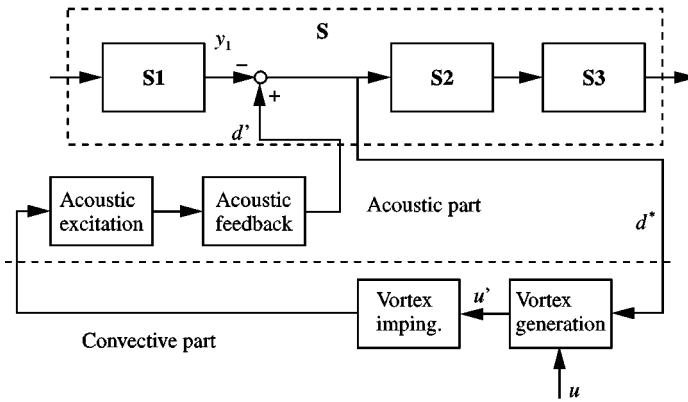 S
y1
−
S1
S2
S3
+
d'
Acoustic
excitation
Acoustic
feedback
Acoustic part
d*
Vortex
imping.
u'
Vortex
generation
Convective part
u